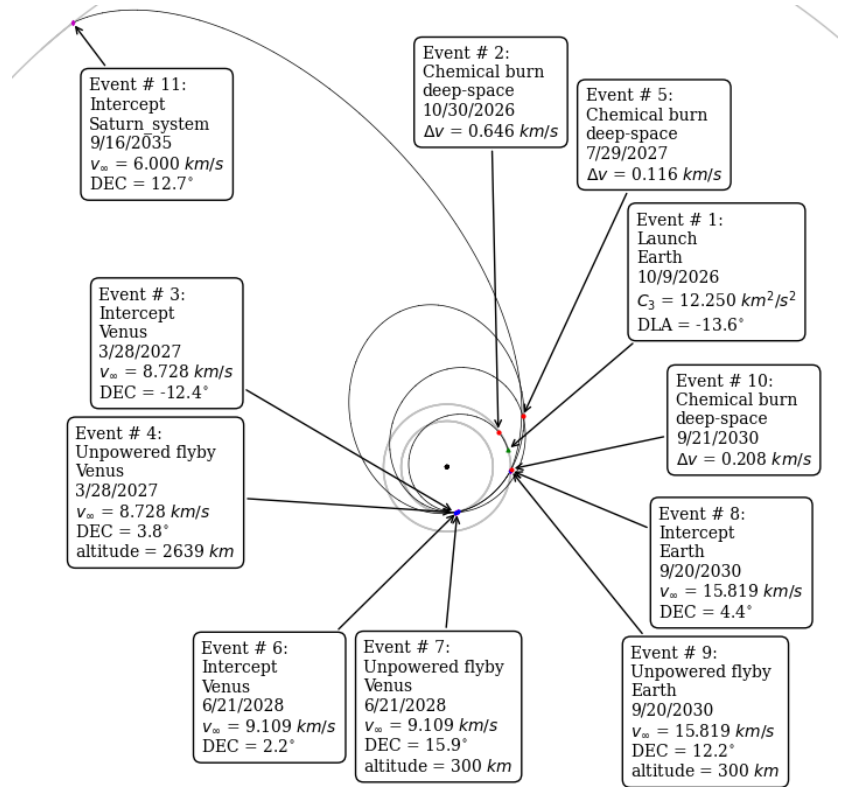 Event # 2:
Chemical burn
deep-space
10/30/2026
Δv = 0.646 km/s
Event # 11:
Intercept
Saturn_system
9/16/2035
v∞ = 6.000 km/s
DEC = 12.7°
Event # 5:
Chemical burn
deep-space
7/29/2027
Δv = 0.116 km/s
Event # 1:
Launch
Earth
10/9/2026
C₃ = 12.250 km²/s²
DLA = -13.6°
Event # 3:
Intercept
Venus
3/28/2027
v∞ = 8.728 km/s
DEC = -12.4°
Event # 10:
Chemical burn
deep-space
9/21/2030
Δv = 0.208 km/s
Event # 4:
Unpowered flyby
Venus
3/28/2027
v∞ = 8.728 km/s
DEC = 3.8°
altitude = 2639 km
Event # 8:
Intercept
Earth
9/20/2030
v∞ = 15.819 km/s
DEC = 4.4°
Event # 6:
Intercept
Venus
6/21/2028
v∞ = 9.109 km/s
DEC = 2.2°
Event # 7:
Unpowered flyby
Venus
6/21/2028
v∞ = 9.109 km/s
DEC = 15.9°
altitude = 300 km
Event # 9:
Unpowered flyby
Earth
9/20/2030
v∞ = 15.819 km/s
DEC = 12.2°
altitude = 300 km